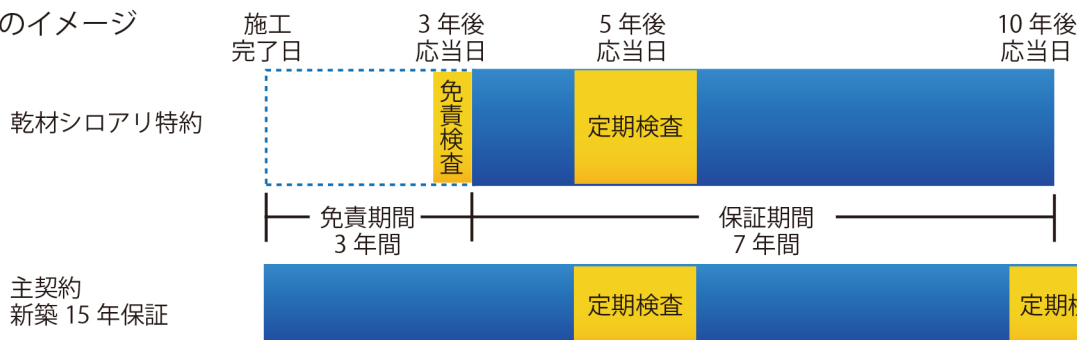 のイメージ
施工
完了日
3 年後
応当日
5 年後
応当日
10 年後
応当日
乾材シロアリ特約
免責検査
定期検査
免責期間
3 年間
保証期間
7 年間
主契約
新築 15 年保証
定期検査
定期